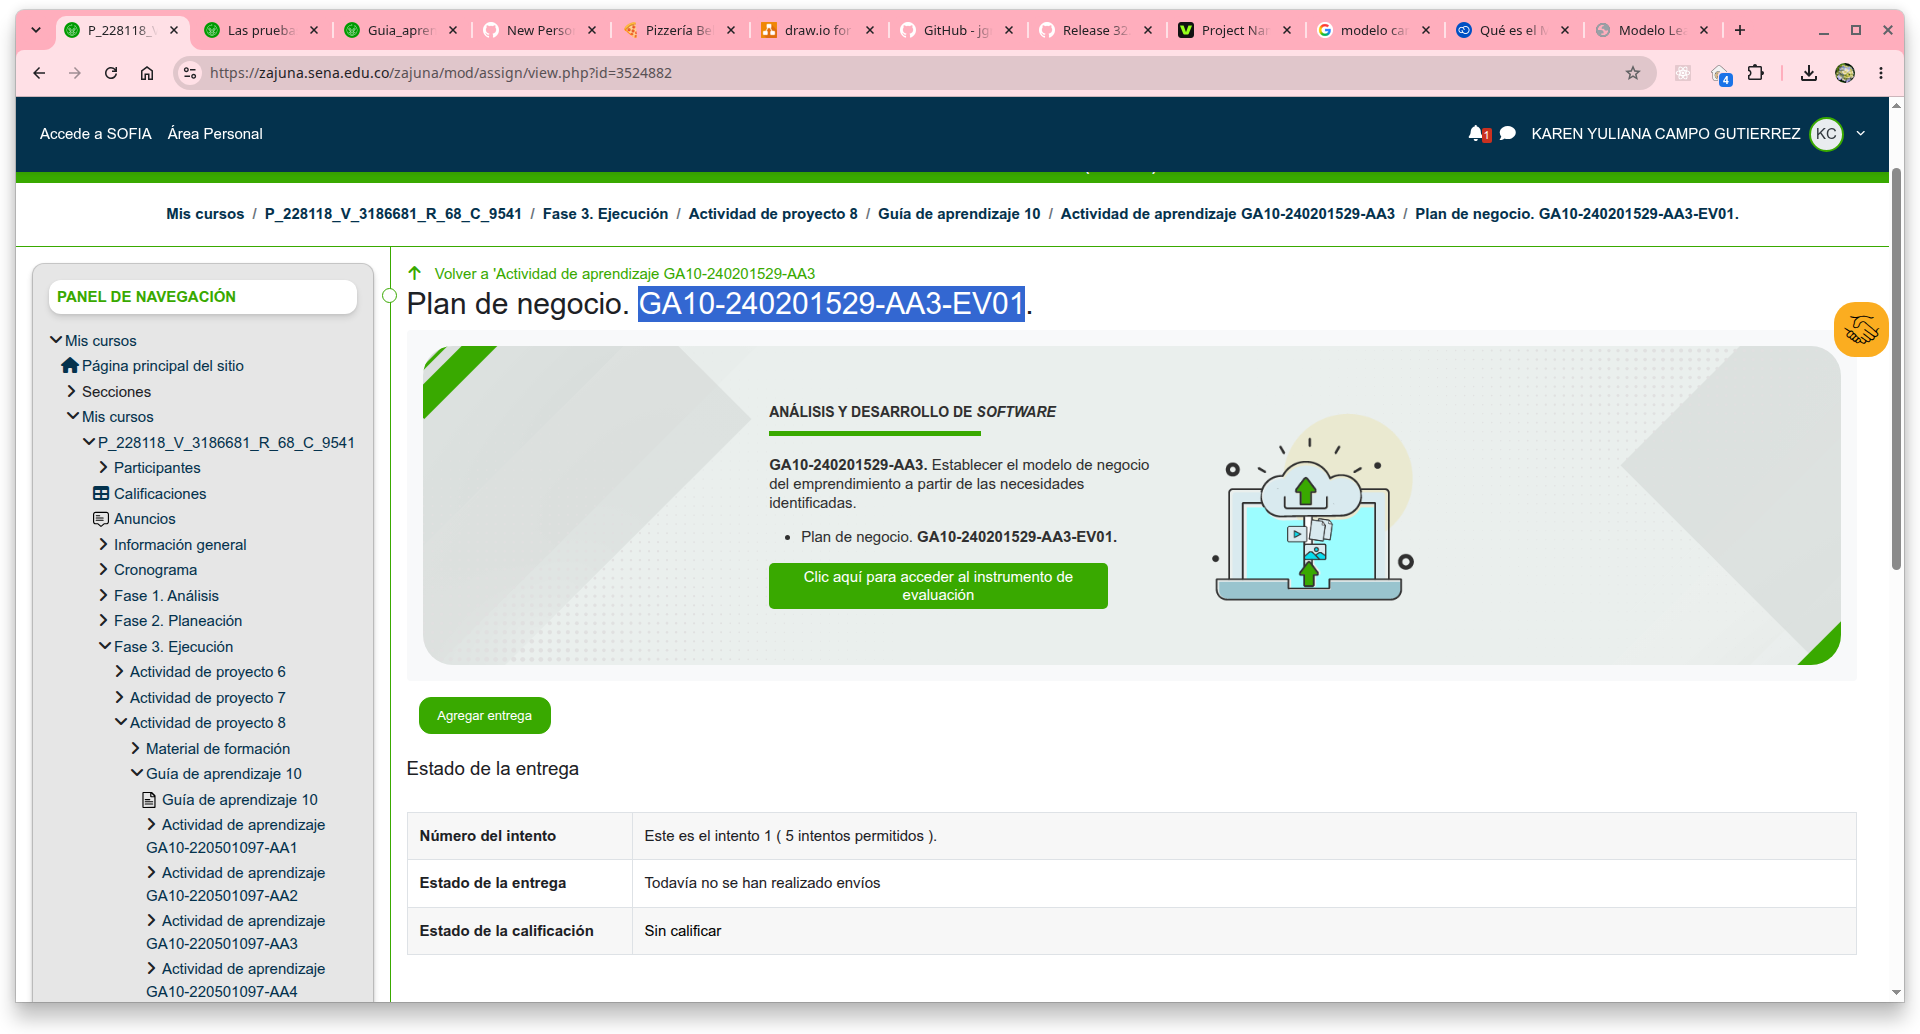 P_228118_V
Las prueba
Guia_apren
New Perso
Pizzería Be
draw.io for
GitHub - jg
Release 32.
Project Nar
modelo car
Qué es el M
Modelo Lea
https://zajuna.sena.edu.co/zajuna/mod/assign/view.php?id=3524882
4
Accede a SOFIA Área Personal
1
KAREN YULIANA CAMPO GUTIERREZ KC
Mis cursos / P_228118_V_3186681_R_68_C_9541 / Fase 3. Ejecución / Actividad de proyecto 8 / Guía de aprendizaje 10 / Actividad de aprendizaje GA10-240201529-AA3 / Plan de negocio. GA10-240201529-AA3-EV01.
PANEL DE NAVEGACIÓN
Mis cursos
Página principal del sitio
Secciones
Mis cursos
P_228118_V_3186681_R_68_C_9541
Participantes
Calificaciones
Anuncios
Información general
Cronograma
Fase 1. Análisis
Fase 2. Planeación
Fase 3. Ejecución
Actividad de proyecto 6
Actividad de proyecto 7
Actividad de proyecto 8
Material de formación
Guía de aprendizaje 10
Guía de aprendizaje 10
Actividad de aprendizaje
GA10-220501097-AA1
Actividad de aprendizaje
GA10-220501097-AA2
Actividad de aprendizaje
GA10-220501097-AA3
Actividad de aprendizaje
GA10-220501097-AA4
Volver a 'Actividad de aprendizaje GA10-240201529-AA3
Plan de negocio. GA10-240201529-AA3-EV01.
ANÁLISIS Y DESARROLLO DE SOFTWARE
GA10-240201529-AA3. Establecer el modelo de negocio
del emprendimiento a partir de las necesidades
identificadas.
Plan de negocio. GA10-240201529-AA3-EV01.
Clic aquí para acceder al instrumento de
evaluación
Agregar entrega
Estado de la entrega
Número del intento Este es el intento 1 ( 5 intentos permitidos ).
Estado de la entrega Todavía no se han realizado envíos
Estado de la calificación Sin calificar